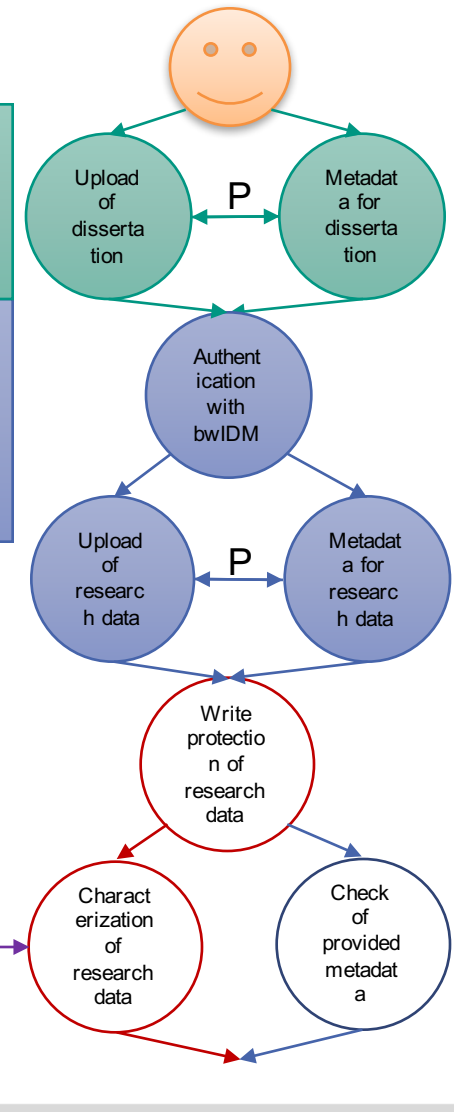 Upload
of
disserta
tion
P
Metadat
a for
disserta
tion
Authent
ication
with
bwIDM
Upload
of
researc
h data
P
Metadat
a for
researc
h data
Write
protectio
n of
research
data
Charact
erization
of
research
data
Check
of
provided
metadat
a